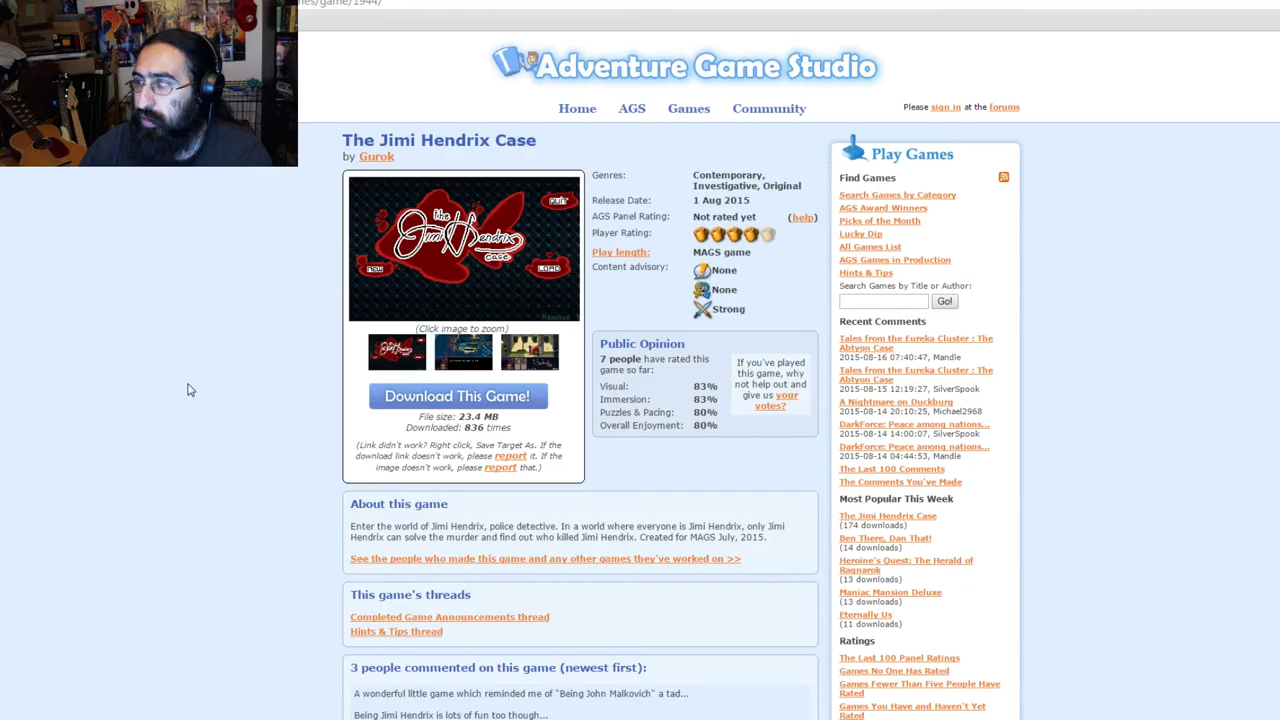 nes/game/1944/
Adventure Game Studio
Home AGS Games Community
Please sign in at the forums
The Jimi Hendrix Case
by Gurok
the
Jimi Hendrix
case
QUIT
NEW
LOAD
(Click image to zoom)
Download This Game!
File size: 23.4 MB
Downloaded: 836 times
(Link didn't work? Right click, Save Target As. If the
download link doesn't work, please report it. If the
image doesn't work, please report that.)
Genres: Contemporary,
Investigative, Original
Release Date: 1 Aug 2015
AGS Panel Rating: Not rated yet (help)
Player Rating:
Play length: MAGS game
Content advisory: None
None
Strong
Public Opinion
7 people have rated this
game so far:
Visual: 83%
Immersion: 83%
Puzzles & Pacing: 80%
Overall Enjoyment: 80%
If you've played
this game, why
not help out and
give us your
votes?
About this game
Enter the world of Jimi Hendrix, police detective. In a world where everyone is Jimi Hendrix, only Jimi
Hendrix can solve the murder and find out who killed Jimi Hendrix. Created for MAGS July, 2015.
See the people who made this game and any other games they've worked on >>
This game's threads
Completed Game Announcements thread
Hints & Tips thread
3 people commented on this game (newest first):
A wonderful little game which reminded me of "Being John Malkovich" a tad...
Being Jimi Hendrix is lots of fun too though...
Play Games
Find Games
Search Games by Category
AGS Award Winners
Picks of the Month
Lucky Dip
All Games List
AGS Games in Production
Hints & Tips
Search Games by Title or Author:
Go!
Recent Comments
Tales from the Eureka Cluster : The
Abtyon Case
2015-08-16 07:40:47, Mandle
Tales from the Eureka Cluster : The
Abtyon Case
2015-08-15 12:19:27, SilverSpook
A Nightmare on Duckburg
2015-08-14 20:10:25, Michael2968
DarkForce: Peace among nations...
2015-08-14 14:00:07, SilverSpook
DarkForce: Peace among nations...
2015-08-14 04:44:53, Mandle
The Last 100 Comments
The Comments You've Made
Most Popular This Week
The Jimi Hendrix Case
(174 downloads)
Ben There, Dan That!
(14 downloads)
Heroine's Quest: The Herald of
Ragnarok
(13 downloads)
Maniac Mansion Deluxe
(13 downloads)
Eternally Us
(11 downloads)
Ratings
The Last 100 Panel Ratings
Games No One Has Rated
Games Fewer Than Five People Have
Rated
Games You Have and Haven't Yet
Rated